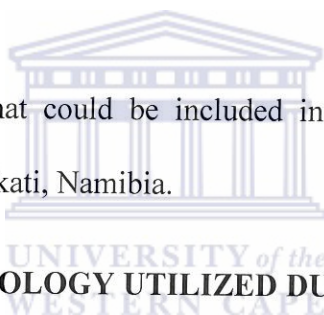 hat could be included in
kati, Namibia.
UNIVERSITY of the
OLOGY UTILIZED DU
WESTERN CAPE